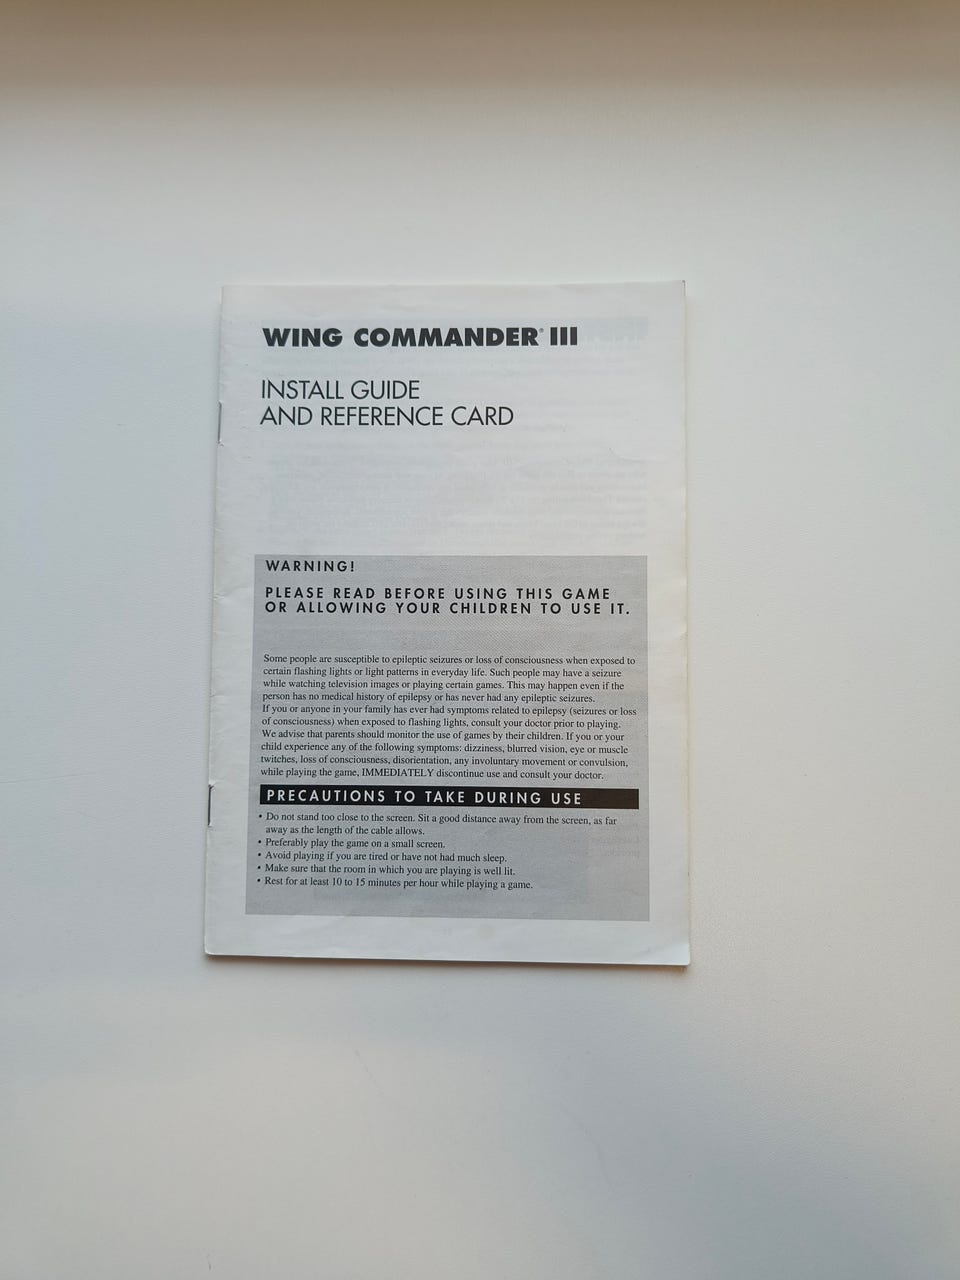 WING COMMANDER® III
INSTALL GUIDE
AND REFERENCE CARD
WARNING!
PLEASE READ BEFORE USING THIS GAME
OR ALLOWING YOUR CHILDREN TO USE IT.
Some people are susceptible to epileptic seizures or loss of consciousness when exposed to
certain flashing lights or light patterns in everyday life. Such people may have a seizure
while watching television images or playing certain games. This may happen even if the
person has no medical history of epilepsy or has never had any epileptic seizures.
If you or anyone in your family has ever had symptoms related to epilepsy (seizures or loss
of consciousness) when exposed to flashing lights, consult your doctor prior to playing.
We advise that parents should monitor the use of games by their children. If you or your
child experience any of the following symptoms: dizziness, blurred vision, eye or muscle
twitches, loss of consciousness, disorientation, any involuntary movement or convulsion,
while playing the game, IMMEDIATELY discontinue use and consult your doctor.
PRECAUTIONS TO TAKE DURING USE
• Do not stand too close to the screen. Sit a good distance away from the screen, as far
away as the length of the cable allows.
• Preferably play the game on a small screen.
• Avoid playing if you are tired or have not had much sleep.
• Make sure that the room in which you are playing is well lit.
• Rest for at least 10 to 15 minutes per hour while playing a game.